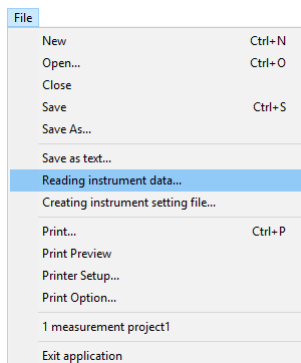 File
New Ctrl+N
Open... Ctrl+O
Close
Save Ctrl+S
Save As...
Save as text...
Reading instrument data...
Creating instrument setting file...
Print... Ctrl+P
Print Preview
Printer Setup...
Print Option...
1 measurement project1
Exit application